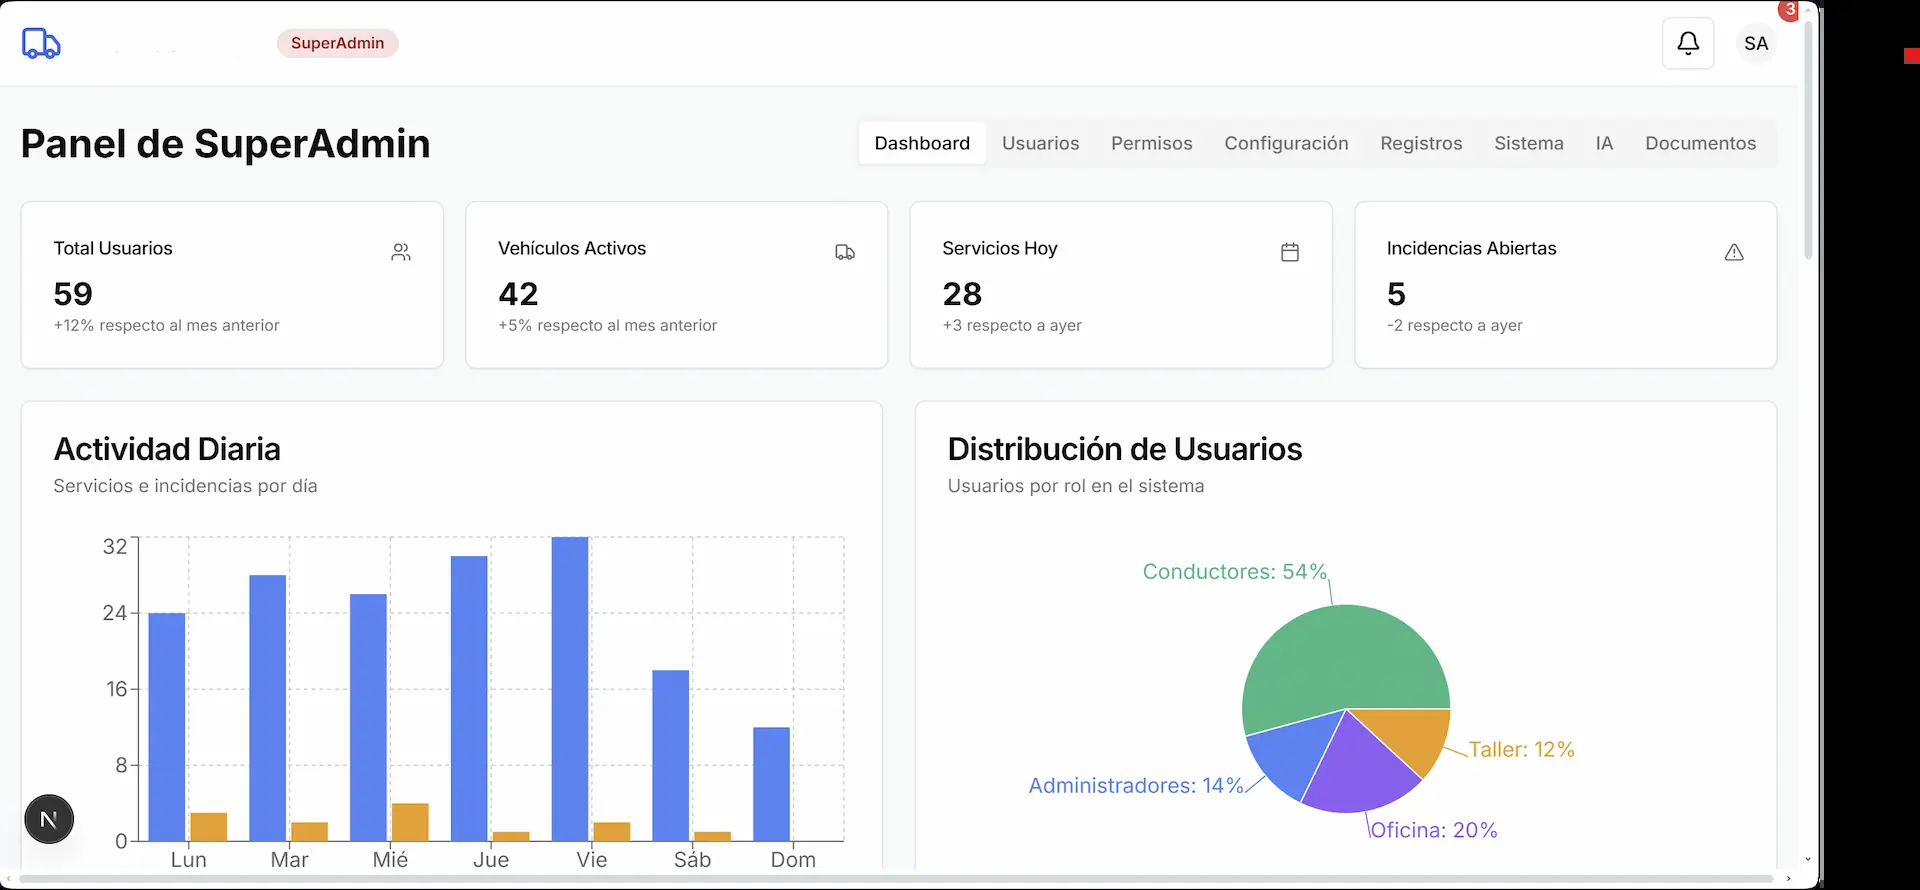 SuperAdmin
3
SA
Panel de SuperAdmin
Dashboard Usuarios Permisos Configuración Registros Sistema IA Documentos
Total Usuarios
59
+12% respecto al mes anterior
Vehículos Activos
42
+5% respecto al mes anterior
Servicios Hoy
28
+3 respecto a ayer
Incidencias Abiertas
5
-2 respecto a ayer
Actividad Diaria
Servicios e incidencias por día
32
24
16
8
0
Lun Mar Mié Jue Vie Sáb Dom
N
Distribución de Usuarios
Usuarios por rol en el sistema
Conductores: 54%
Taller: 12%
Administradores: 14%
Oficina: 20%